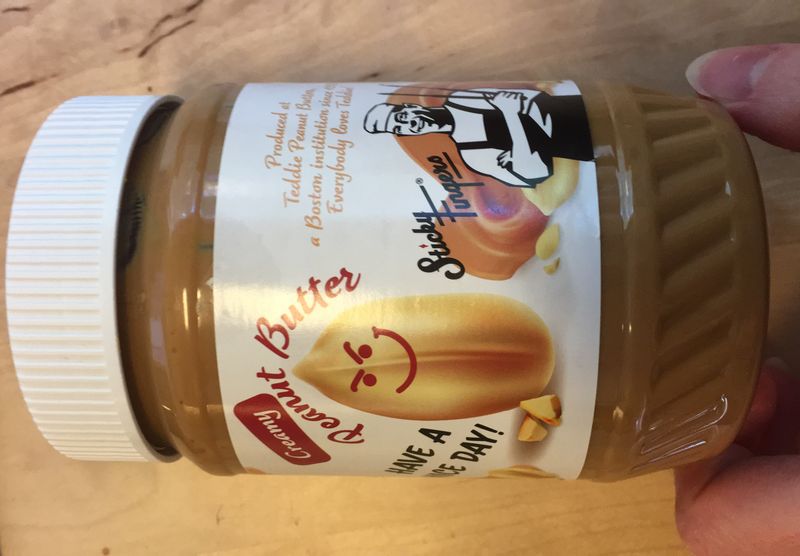 Produced at
Teddie Peanut Butter,
a Boston institution since
Everybody loves Teddie
Sticky
Fingers
®
Creamy
Peanut Butter
HAVE A
DAY!